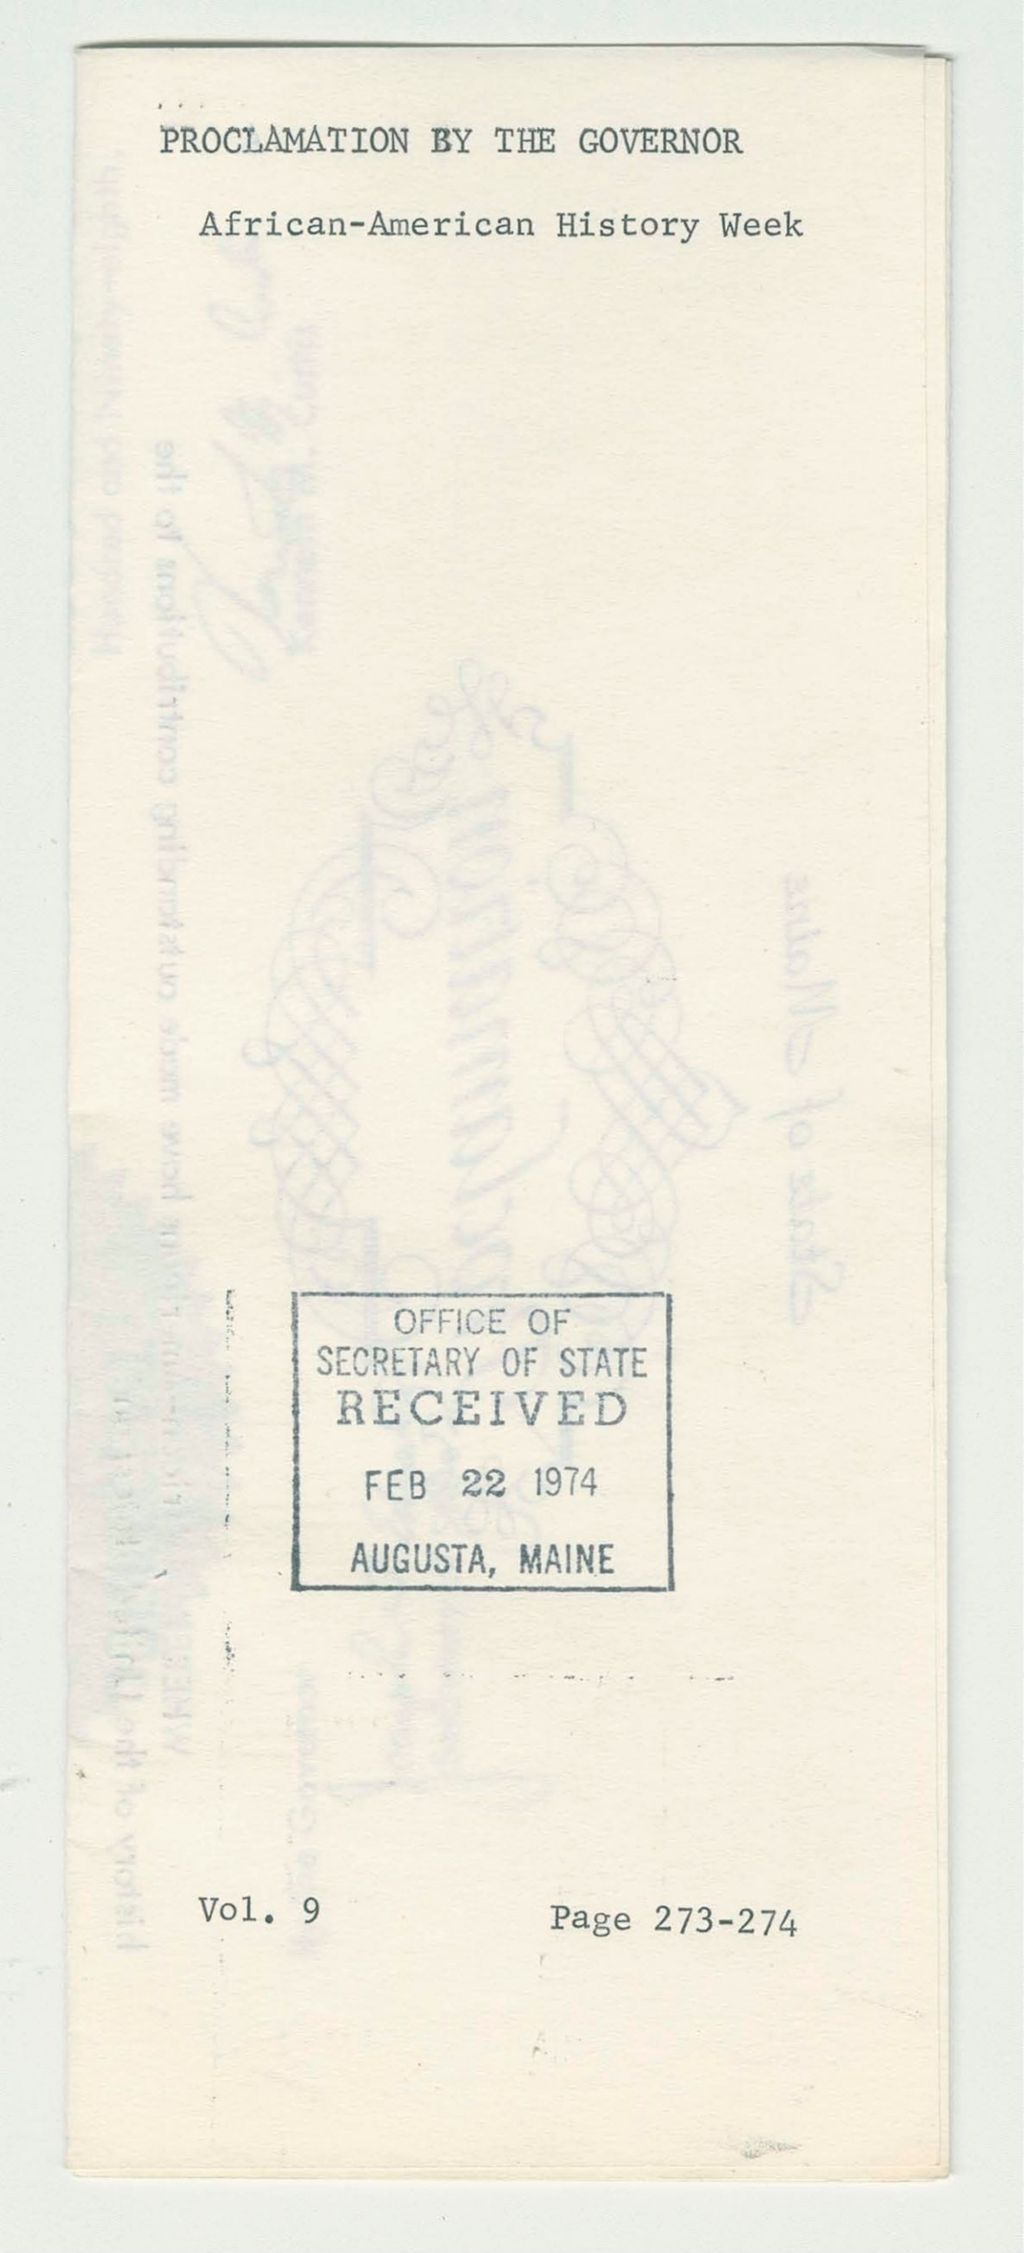 PROCLAMATION BY THE GOVERNOR
African-American History Week
OFFICE OF
SECRETARY OF STATE
RECEIVED
FEB 22 1974
AUGUSTA, MAINE
Vol. 9 Page 273-274